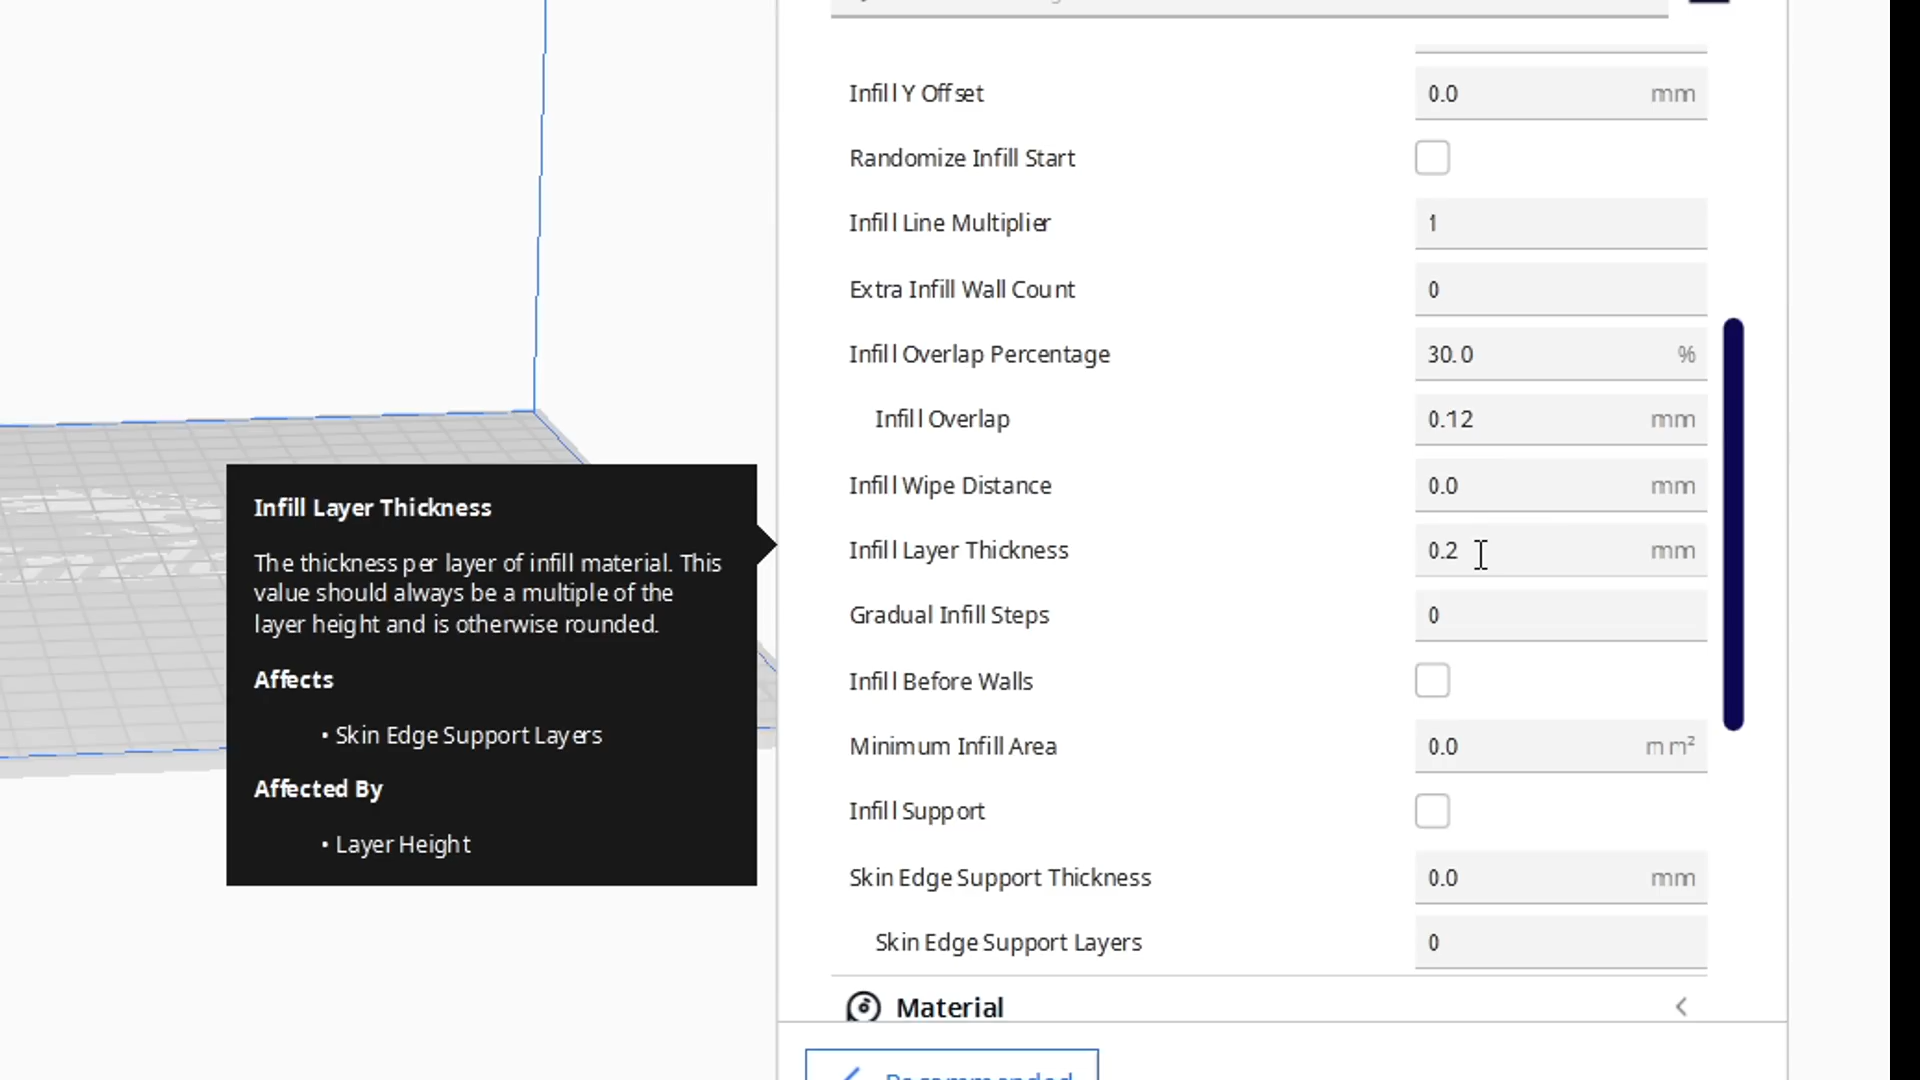 Infill Y Offset
0.0 mm
Randomize Infill Start
Infill Line Multiplier
1
Extra Infill Wall Count
0
Infill Overlap Percentage
30.0 %
Infill Overlap
0.12 mm
Infill Wipe Distance
0.0 mm
Infill Layer Thickness
0.2 mm
Gradual Infill Steps
0
Infill Before Walls
Minimum Infill Area
0.0 mm²
Infill Support
Skin Edge Support Thickness
0.0 mm
Skin Edge Support Layers
0
Material
Recommended
Infill Layer Thickness
The thickness per layer of infill material. This
value should always be a multiple of the
layer height and is otherwise rounded.
Affects
• Skin Edge Support Layers
Affected By
• Layer Height